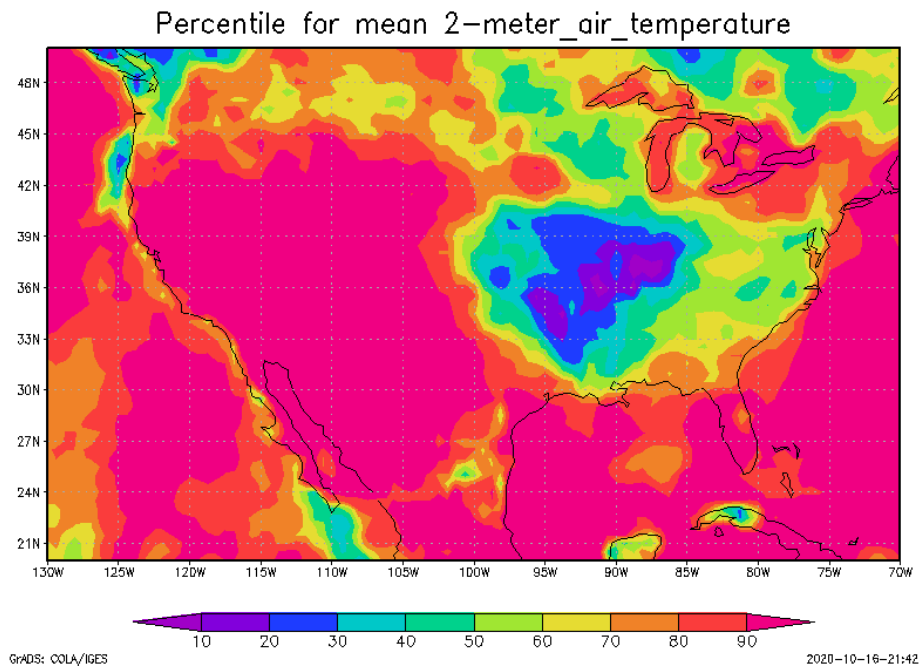 Percentile for mean 2-meter_air_temperature
48N
45N
42N
39N
36N
33N
30N
27N
24N
21N
130W 125W 120W 115W 110W 105W 100W 95W 90W 85W 80W 75W 70W
10 20 30 40 50 60 70 80 90
GrADS: COLA/IGES 2020-10-16-21:42